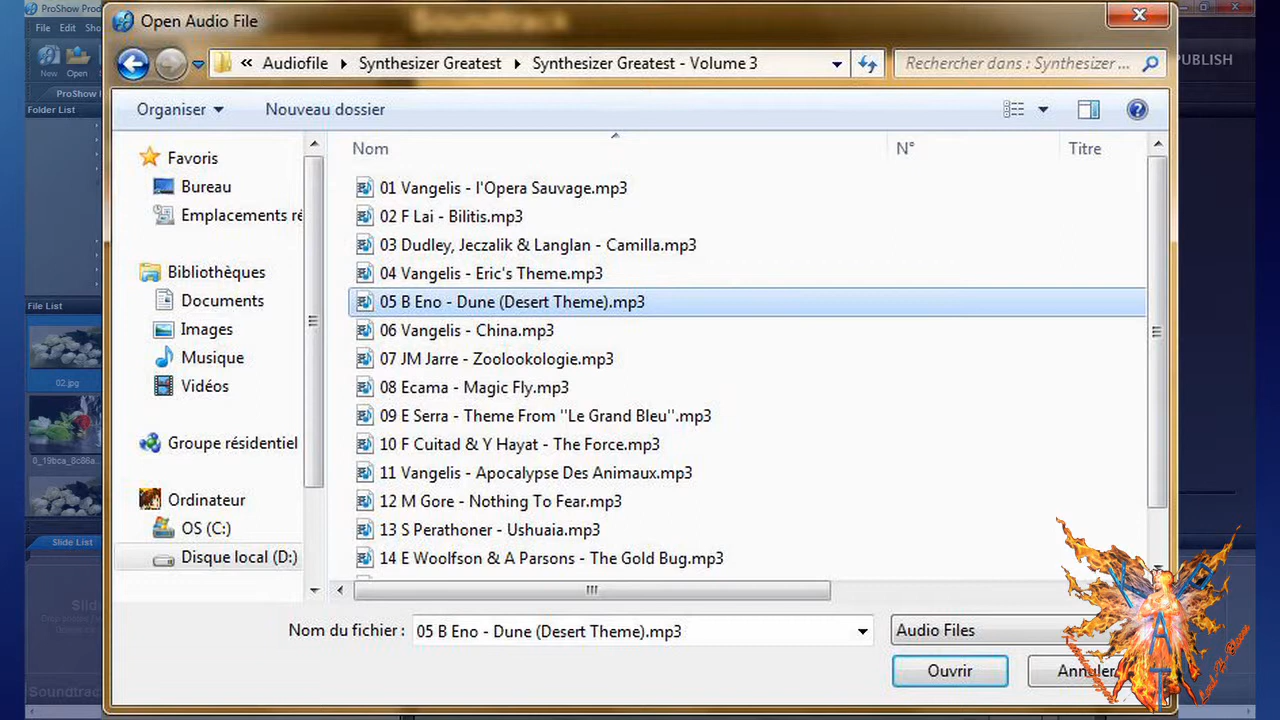 ProShow Prod
Open Audio File
File Edit Sho
New Open
PUBLISH
« Audiofile Synthesizer Greatest Synthesizer Greatest - Volume 3
Rechercher dans : Synthesizer ...
ProShow
Folder List
Organiser Nouveau dossier
Nom N° Titre
Favoris
Bureau
Emplacements ré
Bibliothèques
Documents
Images
Musique
Vidéos
Groupe résidentiel
Ordinateur
OS (C:)
Disque local (D:)
01 Vangelis - l'Opera Sauvage.mp3
02 F Lai - Bilitis.mp3
03 Dudley, Jeczalik & Langlan - Camilla.mp3
04 Vangelis - Eric's Theme.mp3
05 B Eno - Dune (Desert Theme).mp3
06 Vangelis - China.mp3
07 JM Jarre - Zoolookologie.mp3
08 Ecama - Magic Fly.mp3
09 E Serra - Theme From ''Le Grand Bleu''.mp3
10 F Cuitad & Y Hayat - The Force.mp3
11 Vangelis - Apocalypse Des Animaux.mp3
12 M Gore - Nothing To Fear.mp3
13 S Perathoner - Ushuaia.mp3
14 E Woolfson & A Parsons - The Gold Bug.mp3
File List
02.jpg
0_19bca_8c86a
Slide List
Slid
Soundtrac
Nom du fichier : 05 B Eno - Dune (Desert Theme).mp3
Audio Files
Ouvrir Annuler